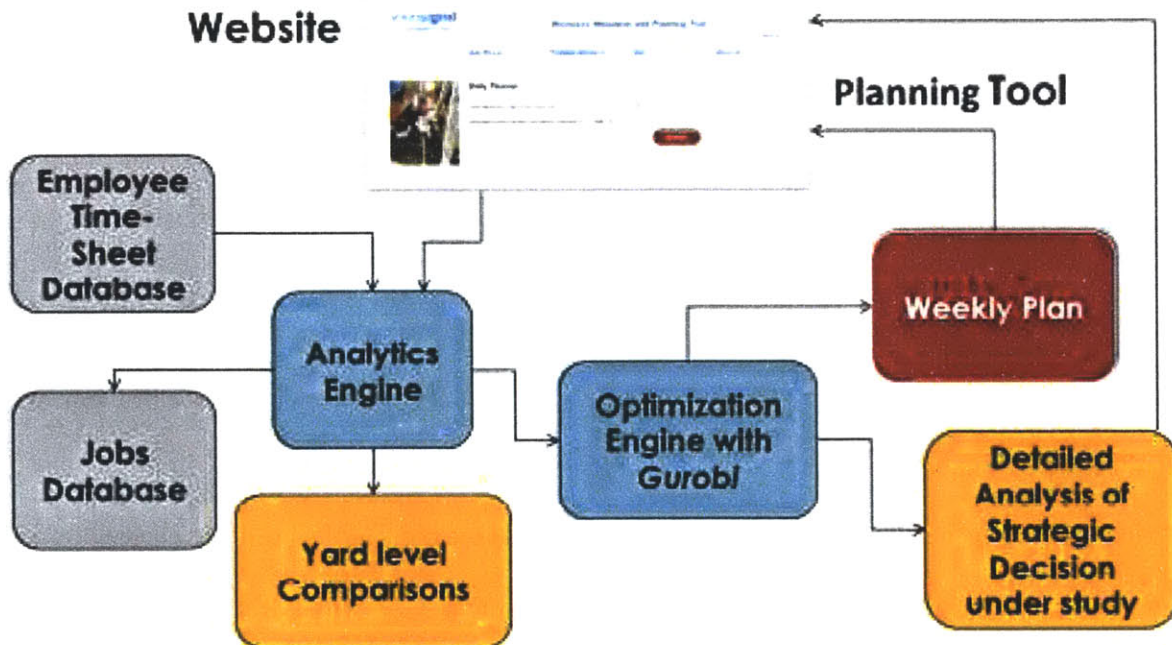 Website
Planning Tool
Employee
Time-
Sheet
Database
Weekly Plan
Analytics
Engine
Optimization
Engine with
Gurobi
Jobs
Database
Yard level
Comparisons
Detailed
Analysis of
Strategic
Decision
under study